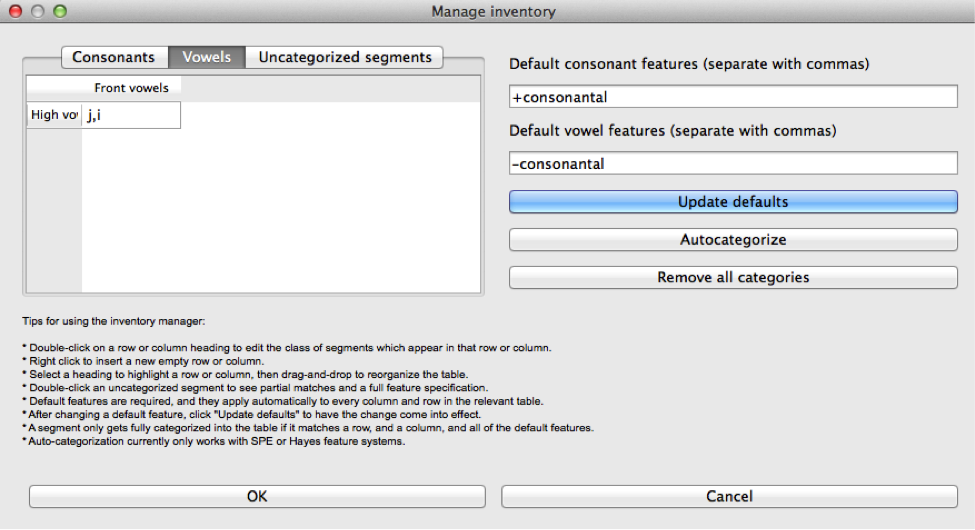 Manage inventory
Consonants Vowels Uncategorized segments
Front vowels
High vo j,i
Default consonant features (separate with commas)
+consonantal
Default vowel features (separate with commas)
-consonantal
Update defaults
Autocategorize
Remove all categories
Tips for using the inventory manager:
* Double-click on a row or column heading to edit the class of segments which appear in that row or column.
* Right click to insert a new empty row or column.
* Select a heading to highlight a row or column, then drag-and-drop to reorganize the table.
* Double-click an uncategorized segment to see partial matches and a full feature specification.
* Default features are required, and they apply automatically to every column and row in the relevant table.
* After changing a default feature, click "Update defaults" to have the change come into effect.
* A segment only gets fully categorized into the table if it matches a row, and a column, and all of the default features.
* Auto-categorization currently only works with SPE or Hayes feature systems.
OK Cancel